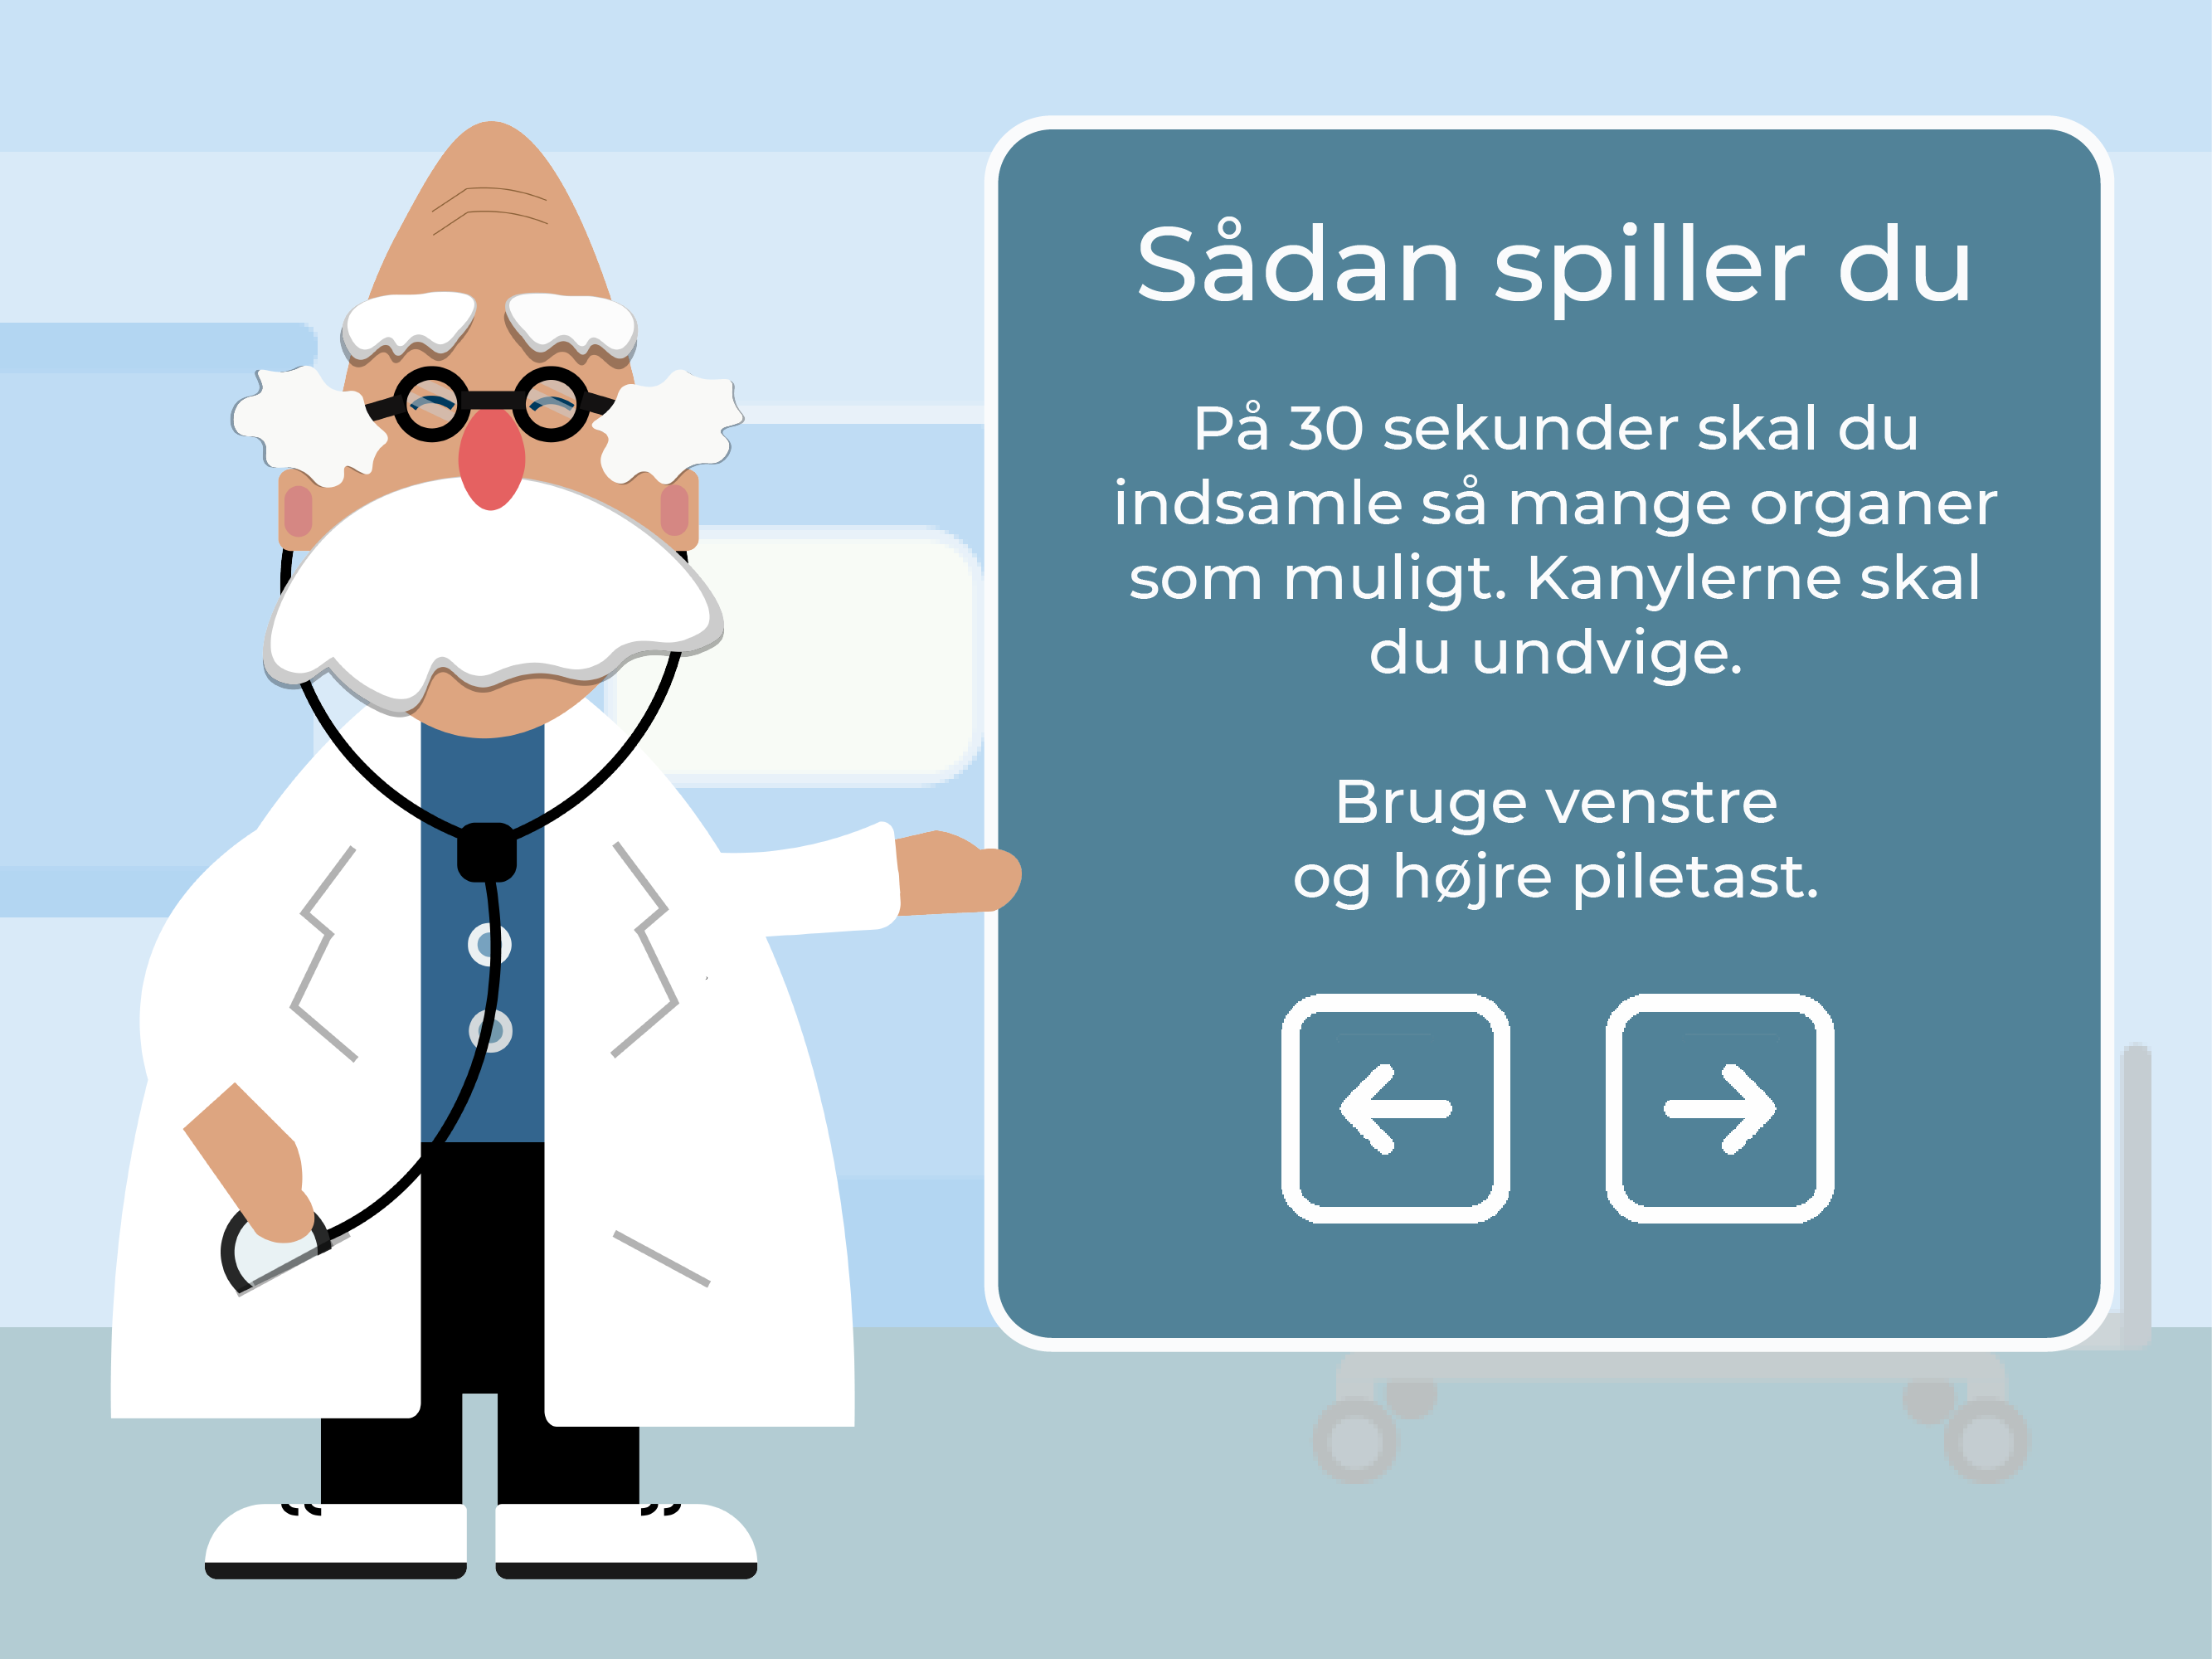 Sådan spiller du
På 30 sekunder skal du
indsamle så mange organer
som muligt. Kanylerne skal
du undvige.
Bruge venstre
og højre piletast.